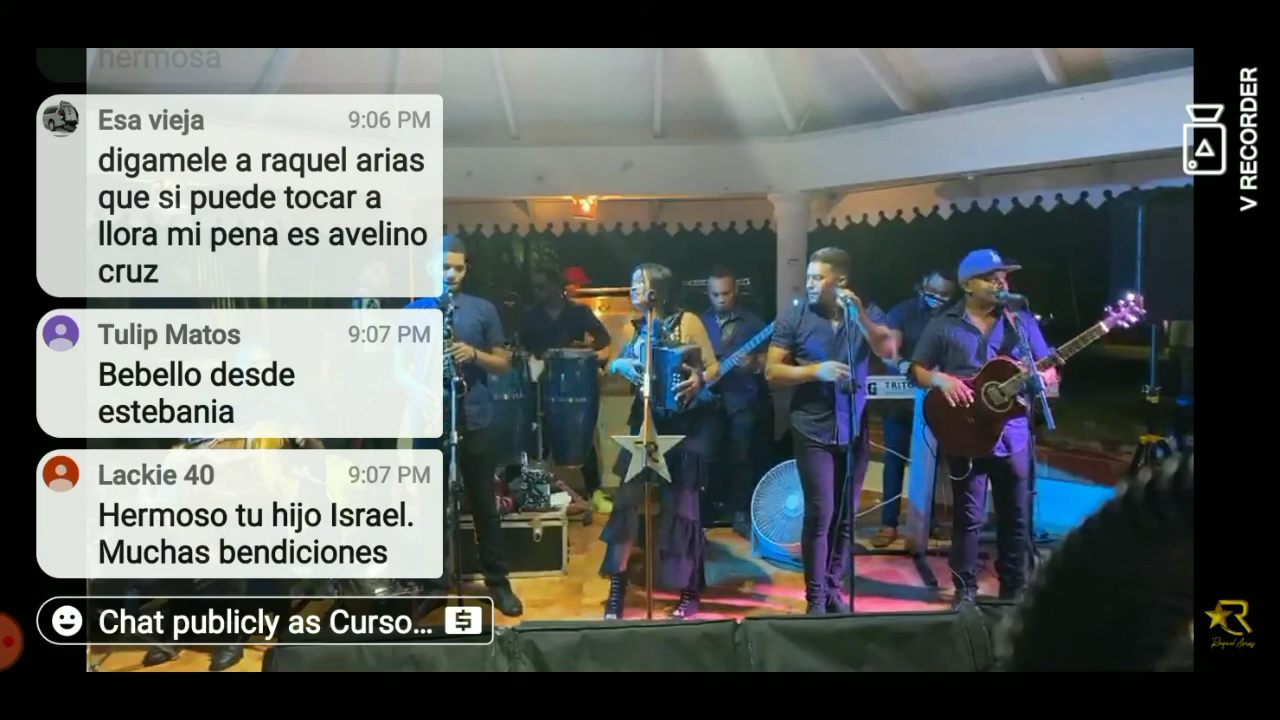 hermosa
Esa vieja 9:06 PM
digamele a raquel arias
que si puede tocar a
llora mi pena es avelino
cruz
Tulip Matos 9:07 PM
Bebello desde
estebania
Lackie 40 9:07 PM
Hermoso tu hijo Israel.
Muchas bendiciones
Chat publicly as Curso...
V RECORDER
TRITO
R
Raquel Arias